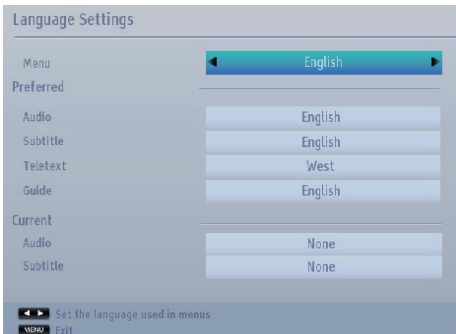 Language Settings
Menu English
Preferred
Audio English
Subtitle English
Teletext West
Guide English
Current
Audio None
Subtitle None
Set the language used in menus
MENU Exit